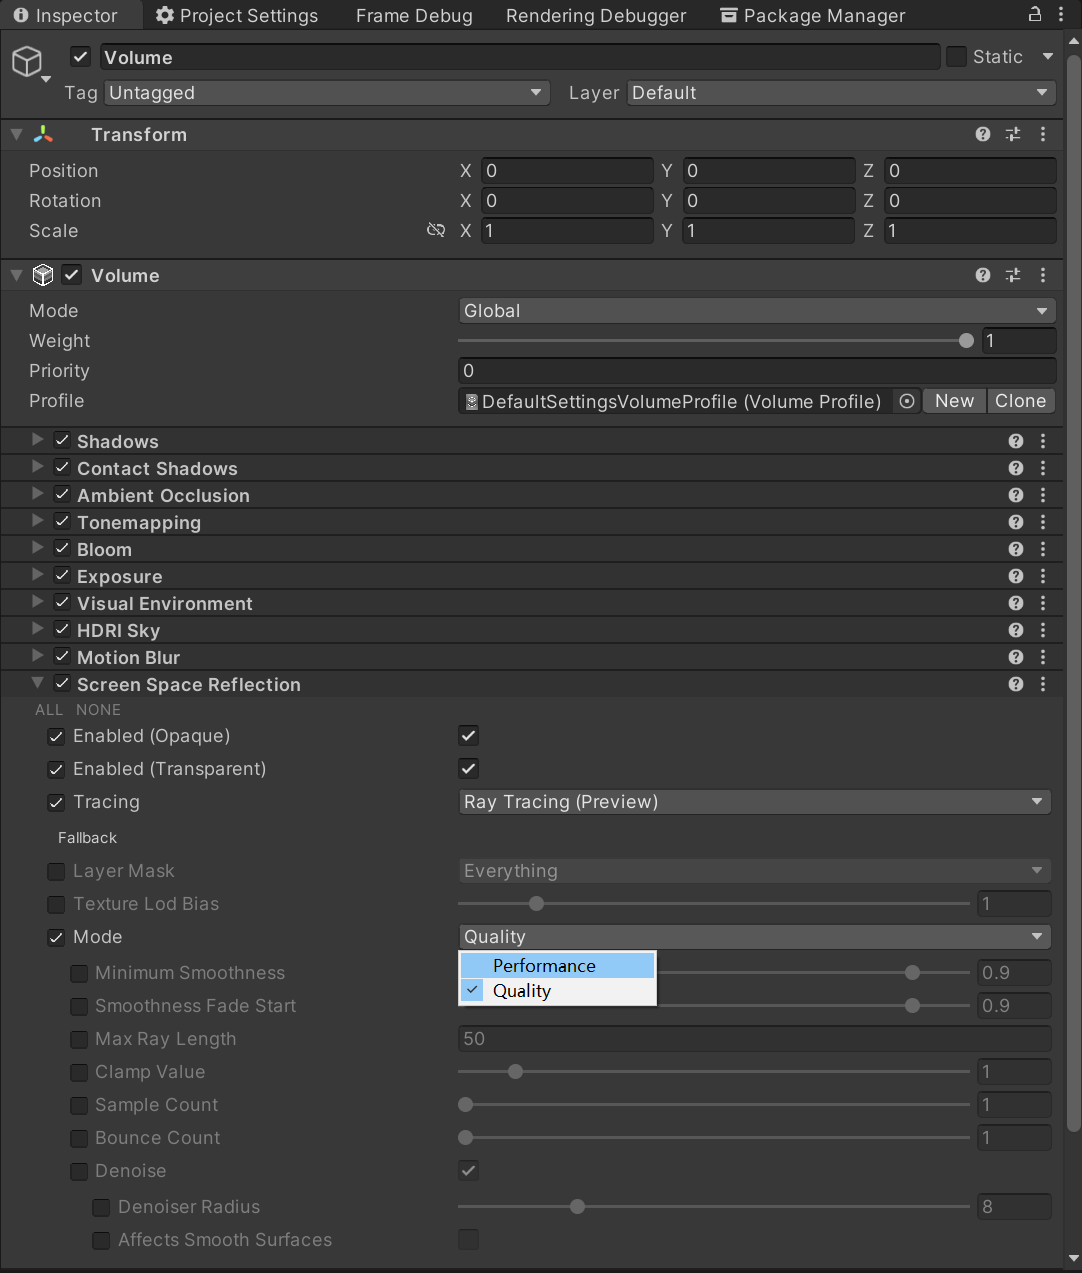 Inspector Project Settings Frame Debug Rendering Debugger Package Manager
Volume Static
Tag Untagged Layer Default
Transform
Position X 0 Y 0 Z 0
Rotation X 0 Y 0 Z 0
Scale X 1 Y 1 Z 1
Volume
Mode Global
Weight 1
Priority 0
Profile DefaultSettingsVolumeProfile (Volume Profile) New Clone
Shadows
Contact Shadows
Ambient Occlusion
Tonemapping
Bloom
Exposure
Visual Environment
HDRI Sky
Motion Blur
Screen Space Reflection
ALL NONE
Enabled (Opaque)
Enabled (Transparent)
Tracing Ray Tracing (Preview)
Fallback
Layer Mask Everything
Texture Lod Bias 1
Mode Quality
Performance
Quality
Minimum Smoothness 0.9
Smoothness Fade Start 0.9
Max Ray Length 50
Clamp Value 1
Sample Count 1
Bounce Count 1
Denoise
Denoiser Radius 8
Affects Smooth Surfaces